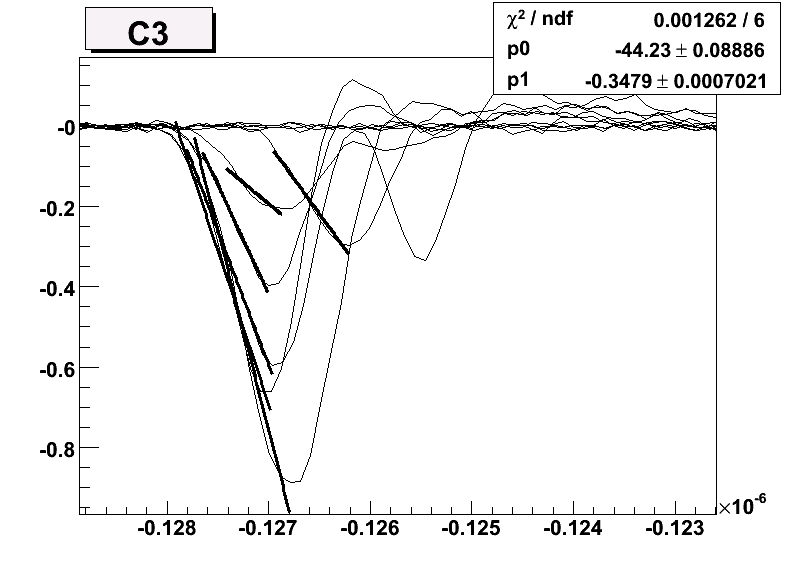 C3
χ² / ndf 0.001262 / 6
p0 -44.23 ± 0.08886
p1 -0.3479 ± 0.0007021
-0
-0.2
-0.4
-0.6
-0.8
-0.128 -0.127 -0.126 -0.125 -0.124 -0.123
×10⁻⁶